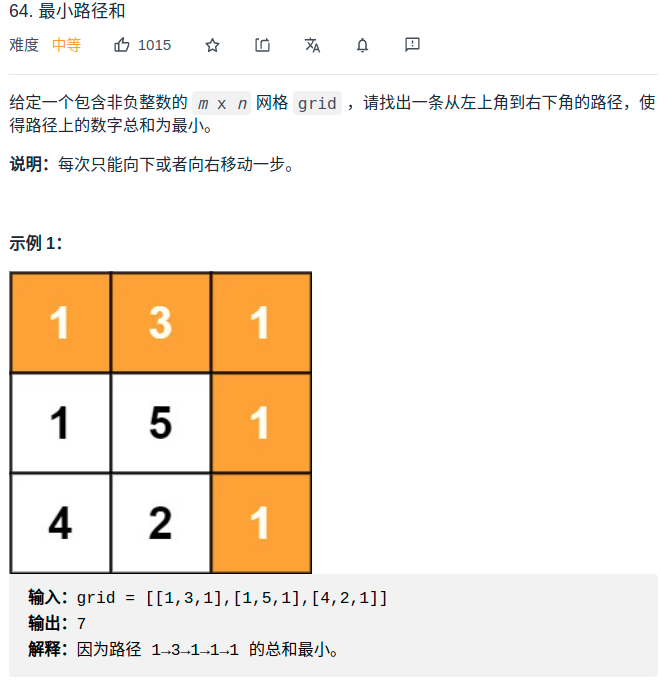 64. 最小路径和
难度 中等 1015
给定一个包含非负整数的 m x n 网格 grid ，请找出一条从左上角到右下角的路径，使
得路径上的数字总和为最小。
说明：每次只能向下或者向右移动一步。
示例 1：
1 3 1
1 5 1
4 2 1
输入：grid = [[1,3,1],[1,5,1],[4,2,1]]
输出：7
解释：因为路径 1→3→1→1→1 的总和最小。